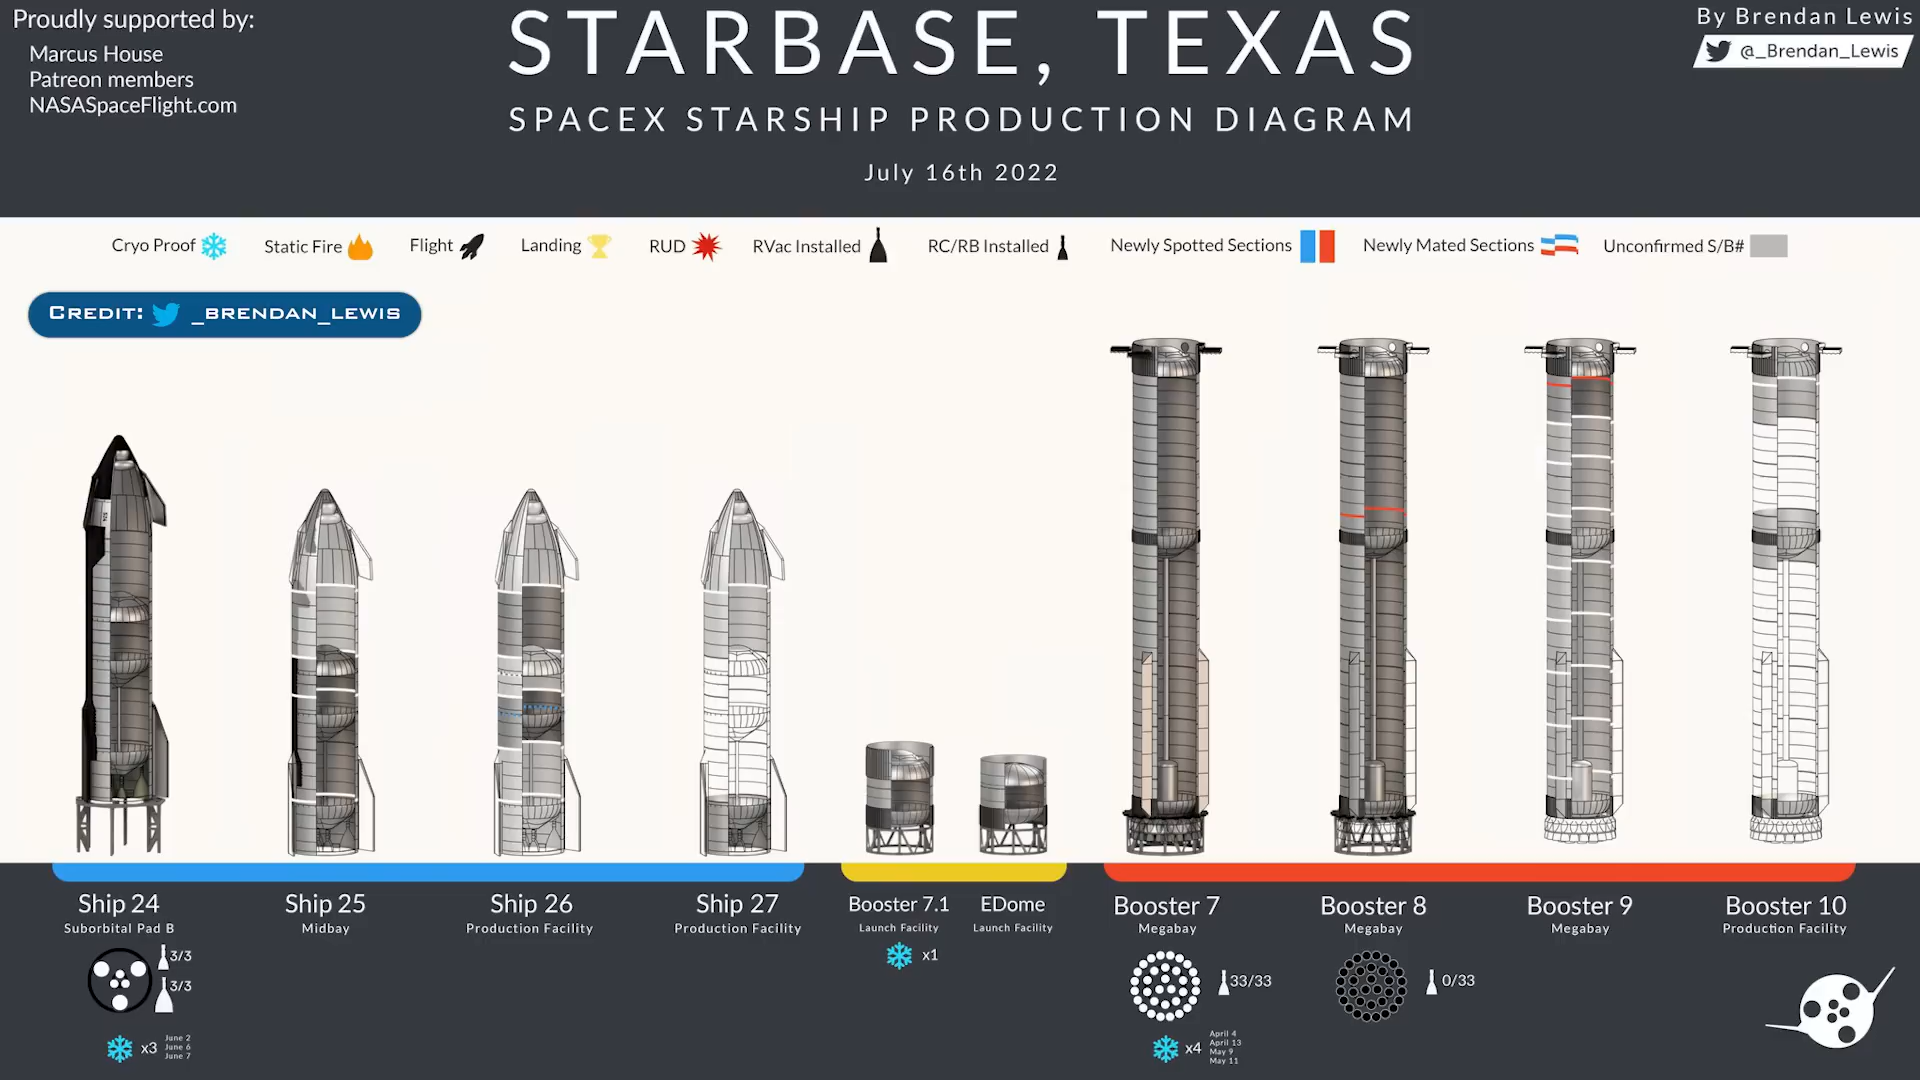 Proudly supported by:
Marcus House
Patreon members
NASASpaceFlight.com
STARBASE, TEXAS
SPACEX STARSHIP PRODUCTION DIAGRAM
July 16th 2022
By Brendan Lewis
@_Brendan_Lewis
Cryo Proof
Static Fire
Flight
Landing
RUD
RVac Installed
RC/RB Installed
Newly Spotted Sections
Newly Mated Sections
Unconfirmed S/B#
CREDIT: _BRENDAN_LEWIS
Ship 24
Suborbital Pad B
3/3
3/3
x3
June 2
June 6
June 7
Ship 25
Midbay
Ship 26
Production Facility
Ship 27
Production Facility
Booster 7.1
Launch Facility
x1
EDome
Launch Facility
Booster 7
Megabay
33/33
x4
April 4
April 13
May 9
May 11
Booster 8
Megabay
0/33
Booster 9
Megabay
Booster 10
Production Facility